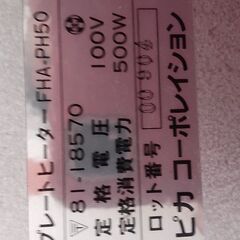 プレートヒーター FHA-PH50
81-18570
定格電圧 100V
定格消費電力 500W
ロット番号 00904
ピカ コーポレイション